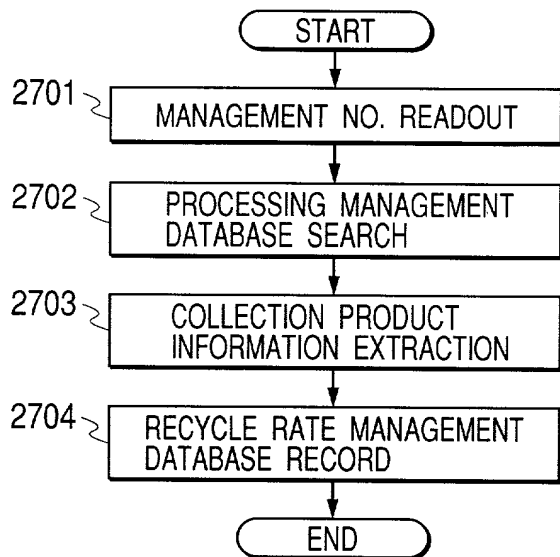 START
2701
MANAGEMENT NO. READOUT
2702
PROCESSING MANAGEMENT
DATABASE SEARCH
2703
COLLECTION PRODUCT
INFORMATION EXTRACTION
2704
RECYCLE RATE MANAGEMENT
DATABASE RECORD
END